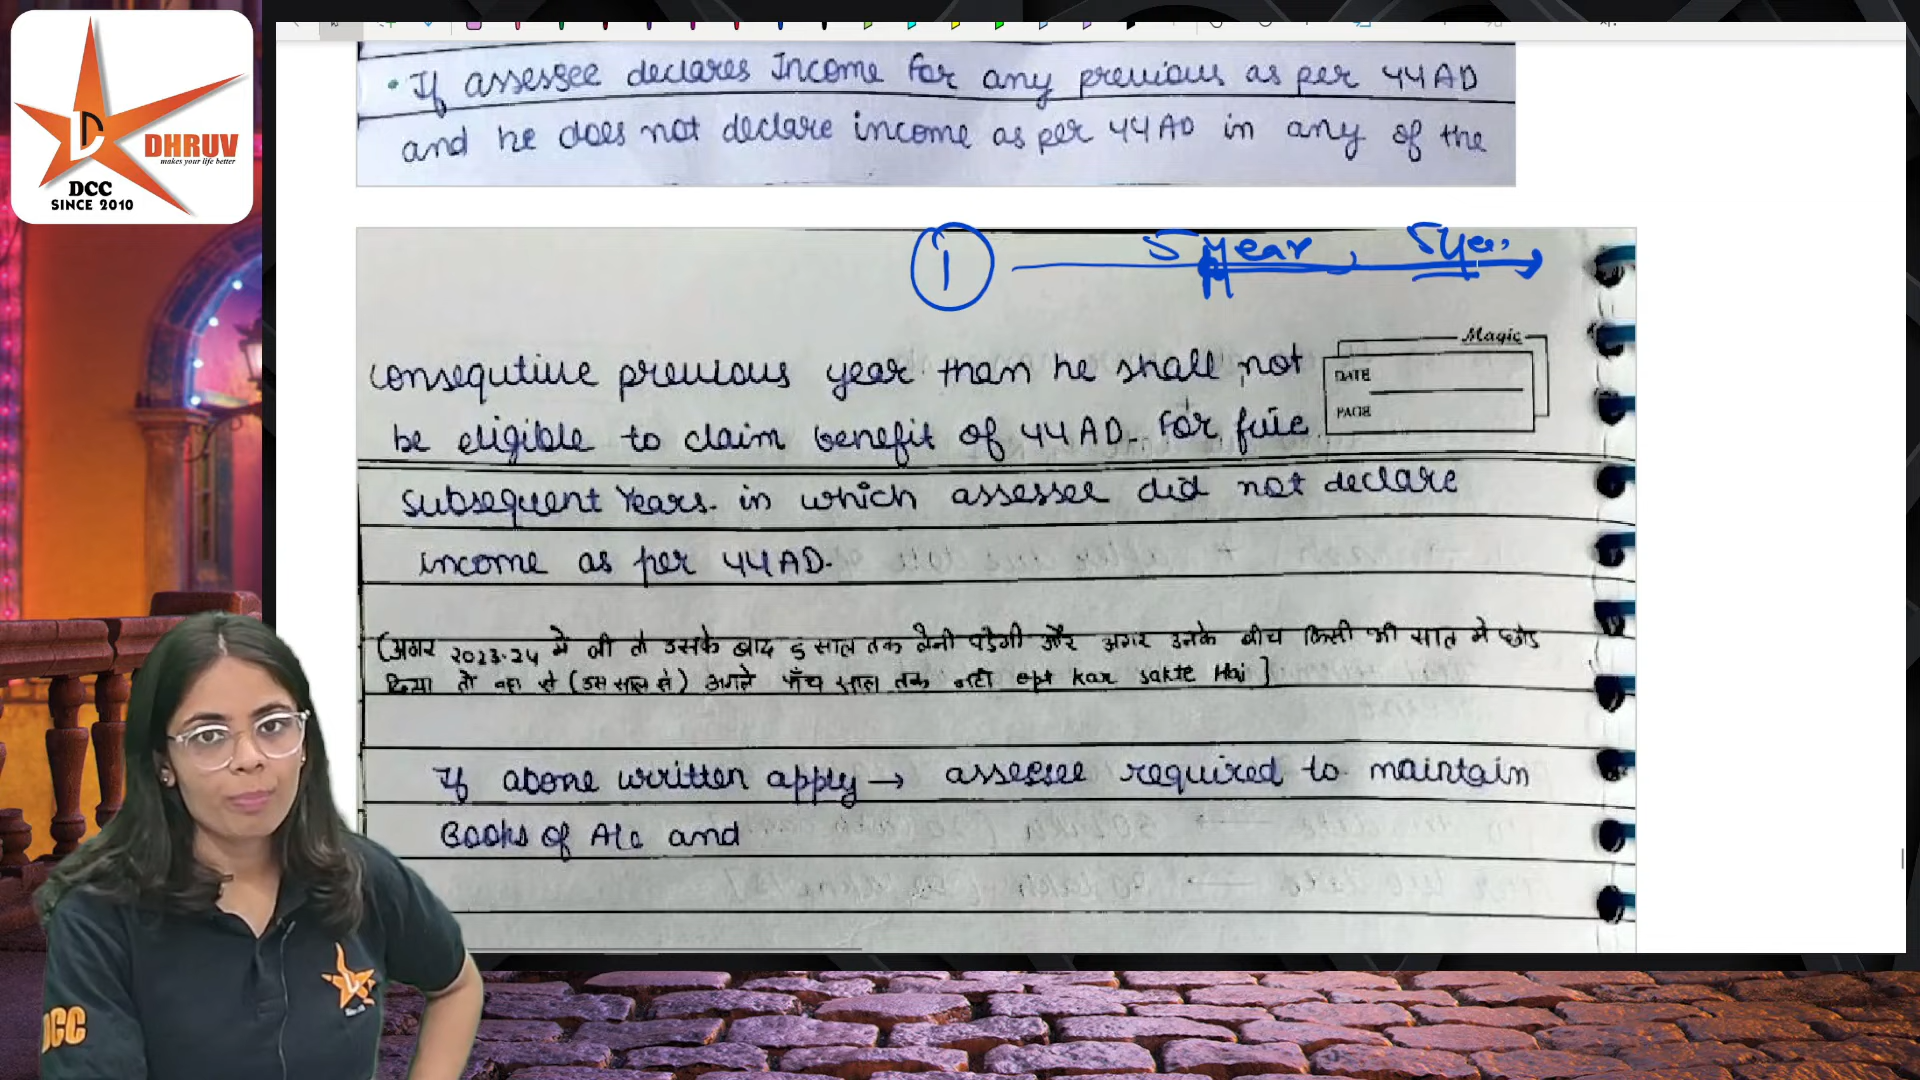 DHRUV
makes your life better
DCC
SINCE 2010
• If assessee declares Income for any previous as per 44AD
and he does not declare income as per 44AD in any of the
1 5 year 5 ye
Magic
DATE
PAGE
consequtive previous year than he shall not
be eligible to claim benefit of 44AD. For five
subsequent Years. in which assessee did not declare
income as per 44AD.
(अगर 2023-24 में ली तो उसके बाद 5 साल तक लेनी पड़ेगी और अगर उनके बीच किसी भी साल मे छोड़
दिया तो वहा से (उस साल से) अगले पाँच साल तक नही opt kar sakte Hai]
If above written apply → assessee required to maintain
Books of A/c and
DCC